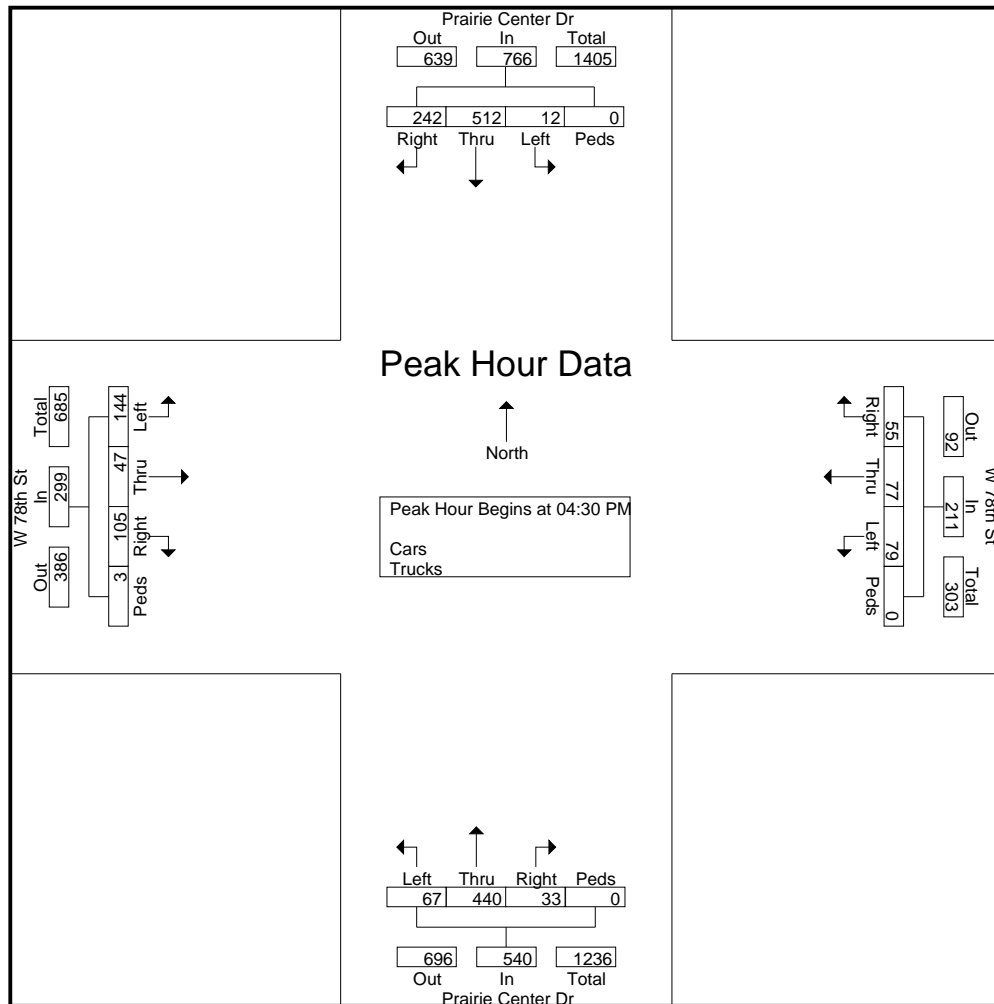 Prairie Center Dr
Out In Total
639 766 1405
242 512 12 0
Right Thru Left Peds
Peak Hour Data
North
Peak Hour Begins at 04:30 PM
Cars
Trucks
W 78th St
Out In Total
386 299 685
144 47 105 3
Left Thru Right Peds
Right Thru Left Peds
55 77 79 0
Out In Total
92 211 303
W 78th St
Left Thru Right Peds
67 440 33 0
696 540 1236
Out In Total
Prairie Center Dr